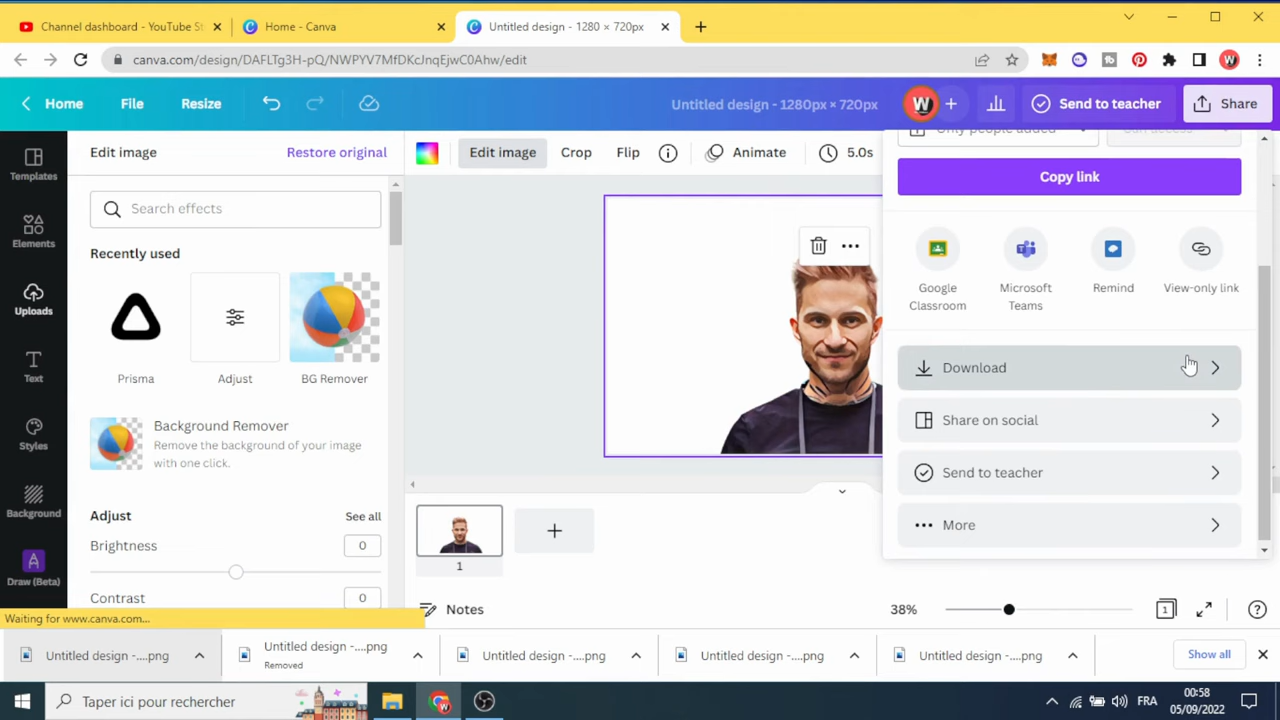 Channel dashboard - YouTube St
Home - Canva
Untitled design - 1280 × 720px
canva.com/design/DAFLTg3H-pQ/NWPYV7MfDKcJnqEjwC0Ahw/edit
W
Home
File
Resize
Untitled design - 1280px × 720px
W
Send to teacher
Share
Templates
Elements
Uploads
Text
Styles
Background
Draw (Beta)
Edit image
Restore original
Search effects
Recently used
Prisma
Adjust
BG Remover
Background Remover
Remove the background of your image
with one click.
Adjust
See all
Brightness
0
Contrast
0
Edit image
Crop
Flip
Animate
5.0s
Only people added
Can access
Copy link
Google
Classroom
Microsoft
Teams
Remind
View-only link
Download
Share on social
Send to teacher
More
1
Notes
38%
1
Waiting for www.canva.com...
Untitled design -....png
Untitled design -....png
Removed
Untitled design -....png
Untitled design -....png
Untitled design -....png
Show all
Taper ici pour rechercher
FRA
00:58
05/09/2022